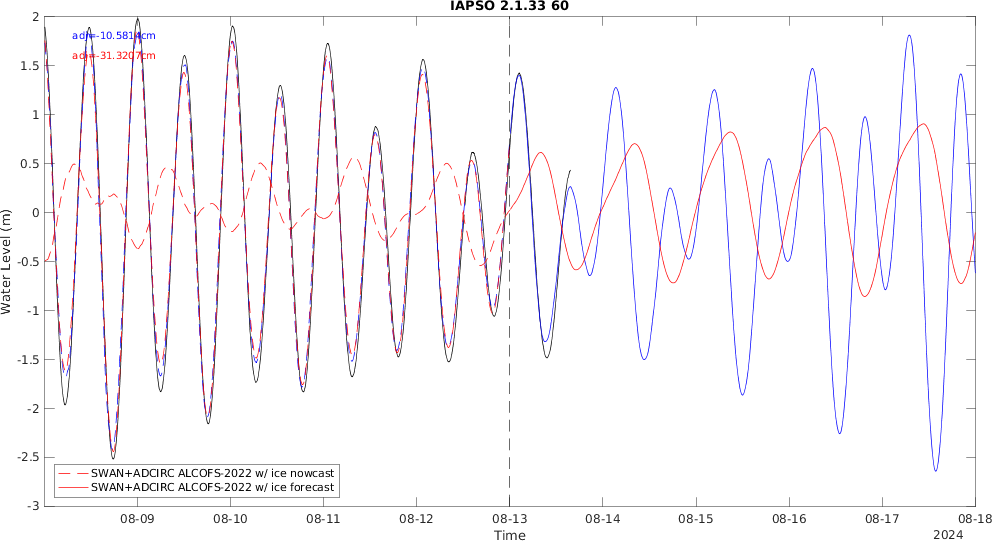 IAPSO 2.1.33 60
2
1.5
1
0.5
0
-0.5
-1
-1.5
-2
-2.5
-3
Water Level (m)
adj=-10.5814cm
adj=-31.3207cm
SWAN+ADCIRC ALCOFS-2022 w/ ice nowcast
SWAN+ADCIRC ALCOFS-2022 w/ ice forecast
08-09 08-10 08-11 08-12 08-13 08-14 08-15 08-16 08-17 08-18
Time
2024